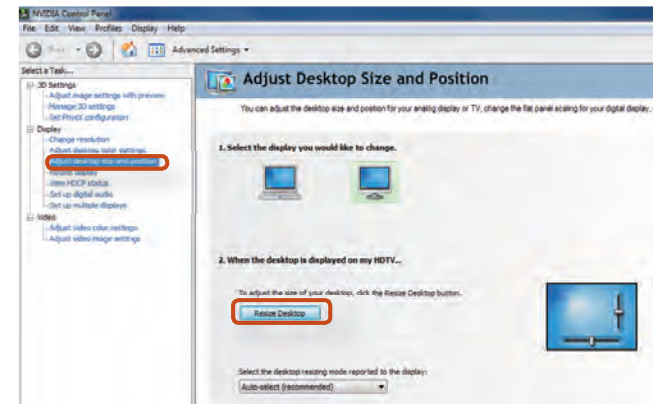 NVIDIA Control Panel
File Edit View Profiles Display Help
Advanced Settings
Select a Task...
3D Settings
Adjust image settings with preview
Manage 3D settings
Set PhysX configuration
Display
Change resolution
Adjust desktop color settings
Adjust desktop size and position
Rotate display
View HDCP status
Set up digital audio
Set up multiple displays
Video
Adjust video color settings
Adjust video image settings
Adjust Desktop Size and Position
You can adjust the desktop size and position for your analog display or TV, change the flat panel scaling for your digital display,
1. Select the display you would like to change.
2. When the desktop is displayed on my HDTV...
To adjust the size of your desktop, click the Resize Desktop button.
Resize Desktop
Select the desktop resizing mode reported to the display:
Auto-select (recommended)